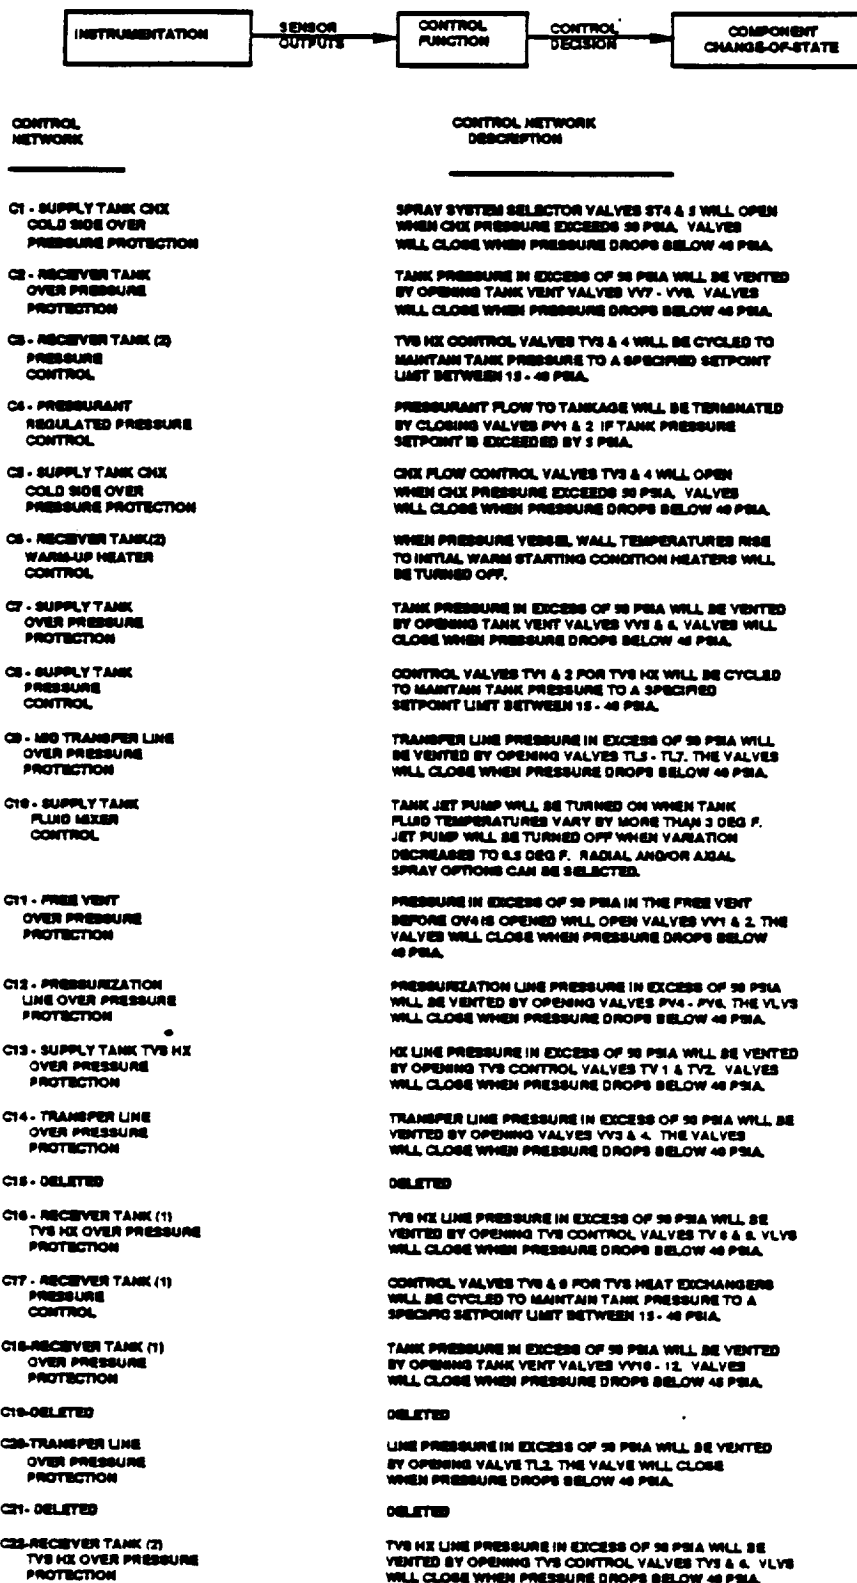 INSTRUMENTATION
SENSOR
OUTPUTS
CONTROL
FUNCTION
CONTROL
DECISION
COMPONENT
CHANGE-OF-STATE
CONTROL
NETWORK
CONTROL NETWORK
DESCRIPTION
C1 - SUPPLY TANK CHX
COLD SIDE OVER
PRESSURE PROTECTION
SPRAY SYSTEM SELECTOR VALVES ST4 & 5 WILL OPEN
WHEN CHX PRESSURE EXCEEDS 50 PSIA. VALVES
WILL CLOSE WHEN PRESSURE DROPS BELOW 40 PSIA.
C2 - RECEIVER TANK
OVER PRESSURE
PROTECTION
TANK PRESSURE IN EXCESS OF 50 PSIA WILL BE VENTED
BY OPENING TANK VENT VALVES VV7 - VV9. VALVES
WILL CLOSE WHEN PRESSURE DROPS BELOW 45 PSIA.
C3 - RECEIVER TANK (2)
PRESSURE
CONTROL
TVS HX CONTROL VALVES TV3 & 4 WILL BE CYCLED TO
MAINTAIN TANK PRESSURE TO A SPECIFIED SETPOINT
LIMIT BETWEEN 15 - 40 PSIA.
C4 - PRESSURANT
REGULATED PRESSURE
CONTROL
PRESSURANT FLOW TO TANKAGE WILL BE TERMINATED
BY CLOSING VALVES PV1 & 2 IF TANK PRESSURE
SETPOINT IS EXCEEDED BY 5 PSIA.
C5 - SUPPLY TANK CHX
COLD SIDE OVER
PRESSURE PROTECTION
CHX FLOW CONTROL VALVES TV3 & 4 WILL OPEN
WHEN CHX PRESSURE EXCEEDS 50 PSIA. VALVES
WILL CLOSE WHEN PRESSURE DROPS BELOW 40 PSIA.
C6 - RECEIVER TANK(2)
WARM-UP HEATER
CONTROL
WHEN PRESSURE VESSEL WALL TEMPERATURES RISE
TO INITIAL WARM STARTING CONDITION HEATERS WILL
BE TURNED OFF.
C7 - SUPPLY TANK
OVER PRESSURE
PROTECTION
TANK PRESSURE IN EXCESS OF 50 PSIA WILL BE VENTED
BY OPENING TANK VENT VALVES VV5 & 6. VALVES WILL
CLOSE WHEN PRESSURE DROPS BELOW 45 PSIA.
C8 - SUPPLY TANK
PRESSURE
CONTROL
CONTROL VALVES TV1 & 2 FOR TVS HX WILL BE CYCLED
TO MAINTAIN TANK PRESSURE TO A SPECIFIED
SETPOINT LIMIT BETWEEN 15 - 40 PSIA.
C9 - MID TRANSFER LINE
OVER PRESSURE
PROTECTION
TRANSFER LINE PRESSURE IN EXCESS OF 50 PSIA WILL
BE VENTED BY OPENING VALVES TL5 - TL7. THE VALVES
WILL CLOSE WHEN PRESSURE DROPS BELOW 40 PSIA.
C10 - SUPPLY TANK
FLUID MIXER
CONTROL
TANK JET PUMP WILL BE TURNED ON WHEN TANK
FLUID TEMPERATURES VARY BY MORE THAN 3 DEG F.
JET PUMP WILL BE TURNED OFF WHEN VARIATION
DECREASES TO 0.5 DEG F. RADIAL AND/OR AXIAL
SPRAY OPTIONS CAN BE SELECTED.
C11 - FREE VENT
OVER PRESSURE
PROTECTION
PRESSURE IN EXCESS OF 50 PSIA IN THE FREE VENT
BEFORE OV4 IS OPENED WILL OPEN VALVES VV1 & 2. THE
VALVES WILL CLOSE WHEN PRESSURE DROPS BELOW
40 PSIA.
C12 - PRESSURIZATION
LINE OVER PRESSURE
PROTECTION
PRESSURIZATION LINE PRESSURE IN EXCESS OF 50 PSIA
WILL BE VENTED BY OPENING VALVES PV4 - PV6. THE VLVS
WILL CLOSE WHEN PRESSURE DROPS BELOW 40 PSIA.
C13 - SUPPLY TANK TVS HX
OVER PRESSURE
PROTECTION
HX LINE PRESSURE IN EXCESS OF 50 PSIA WILL BE VENTED
BY OPENING TVS CONTROL VALVES TV 1 & TV2. VALVES
WILL CLOSE WHEN PRESSURE DROPS BELOW 40 PSIA.
C14 - TRANSFER LINE
OVER PRESSURE
PROTECTION
TRANSFER LINE PRESSURE IN EXCESS OF 50 PSIA WILL BE
VENTED BY OPENING VALVES VV3 & 4. THE VALVES
WILL CLOSE WHEN PRESSURE DROPS BELOW 40 PSIA.
C15 - DELETED
DELETED
C16 - RECEIVER TANK (1)
TVS HX OVER PRESSURE
PROTECTION
TVS HX LINE PRESSURE IN EXCESS OF 50 PSIA WILL BE
VENTED BY OPENING TVS CONTROL VALVES TV & VLVS
WILL CLOSE WHEN PRESSURE DROPS BELOW 40 PSIA.
C17 - RECEIVER TANK (1)
PRESSURE
CONTROL
CONTROL VALVES & FOR TVS HEAT EXCHANGERS
WILL BE CYCLED TO MAINTAIN TANK PRESSURE TO A
SPECIFIC SETPOINT LIMIT BETWEEN 15 - 40 PSIA.
C18-RECEIVER TANK (1)
OVER PRESSURE
PROTECTION
TANK PRESSURE IN EXCESS OF 50 PSIA WILL BE VENTED
BY OPENING TANK VENT VALVES VV10 - 12. VALVES
WILL CLOSE WHEN PRESSURE DROPS BELOW 45 PSIA.
C19-DELETED
DELETED
C20-TRANSFER LINE
OVER PRESSURE
PROTECTION
LINE PRESSURE IN EXCESS OF 50 PSIA WILL BE VENTED
BY OPENING VALVE TL2. THE VALVE WILL CLOSE
WHEN PRESSURE DROPS BELOW 40 PSIA.
C21- DELETED
DELETED
C22-RECEIVER TANK (2)
TVS HX OVER PRESSURE
PROTECTION
TVS HX LINE PRESSURE IN EXCESS OF 50 PSIA WILL BE
VENTED BY OPENING TVS CONTROL VALVES TV3 & 4. VLVS
WILL CLOSE WHEN PRESSURE DROPS BELOW 40 PSIA.